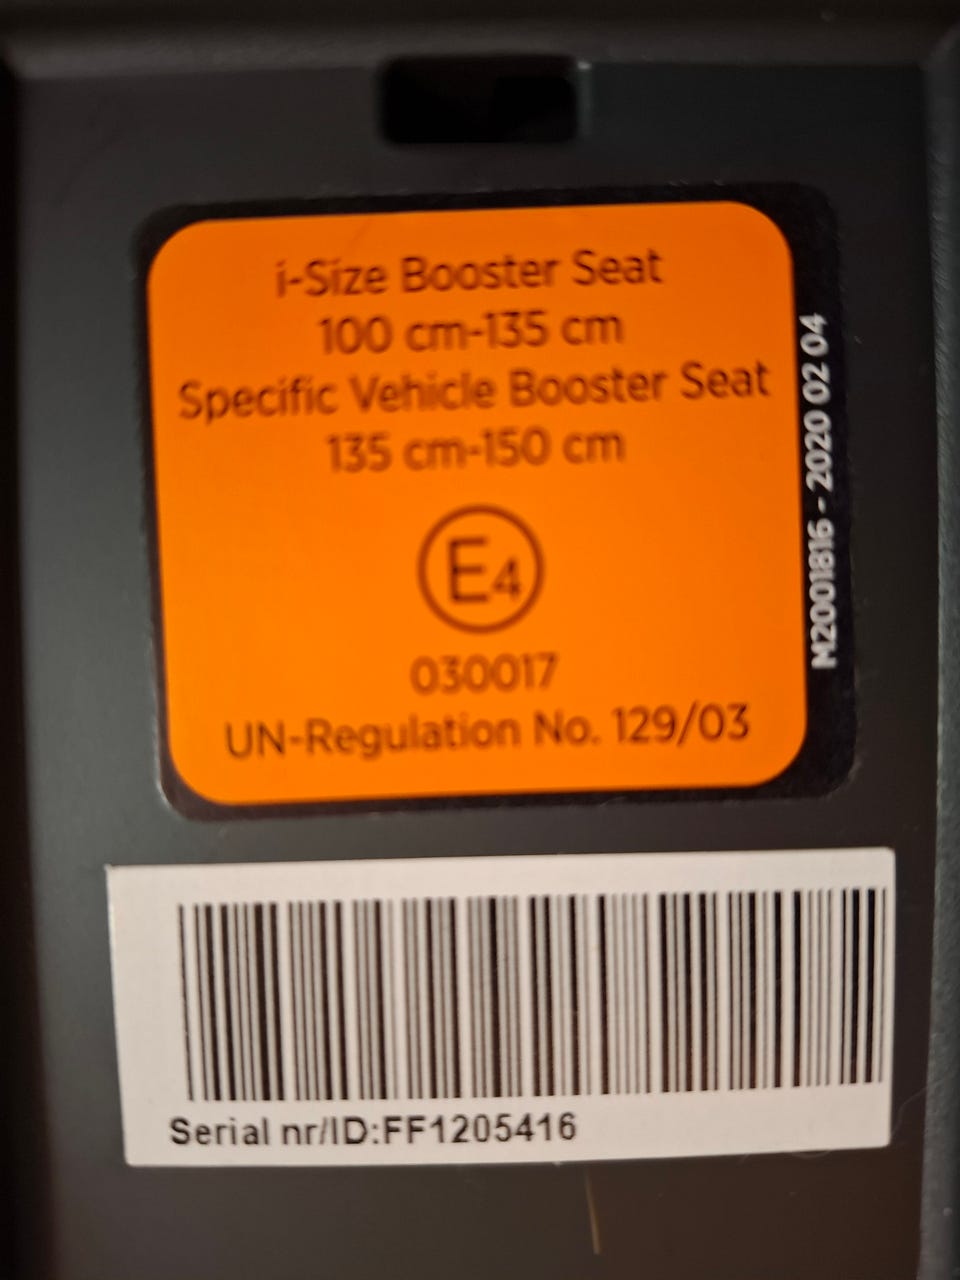 i-Size Booster Seat
100 cm-135 cm
Specific Vehicle Booster Seat
135 cm-150 cm
E4
030017
UN-Regulation No. 129/03
M2001816 - 2020 02 04
Serial nr/ID:FF1205416